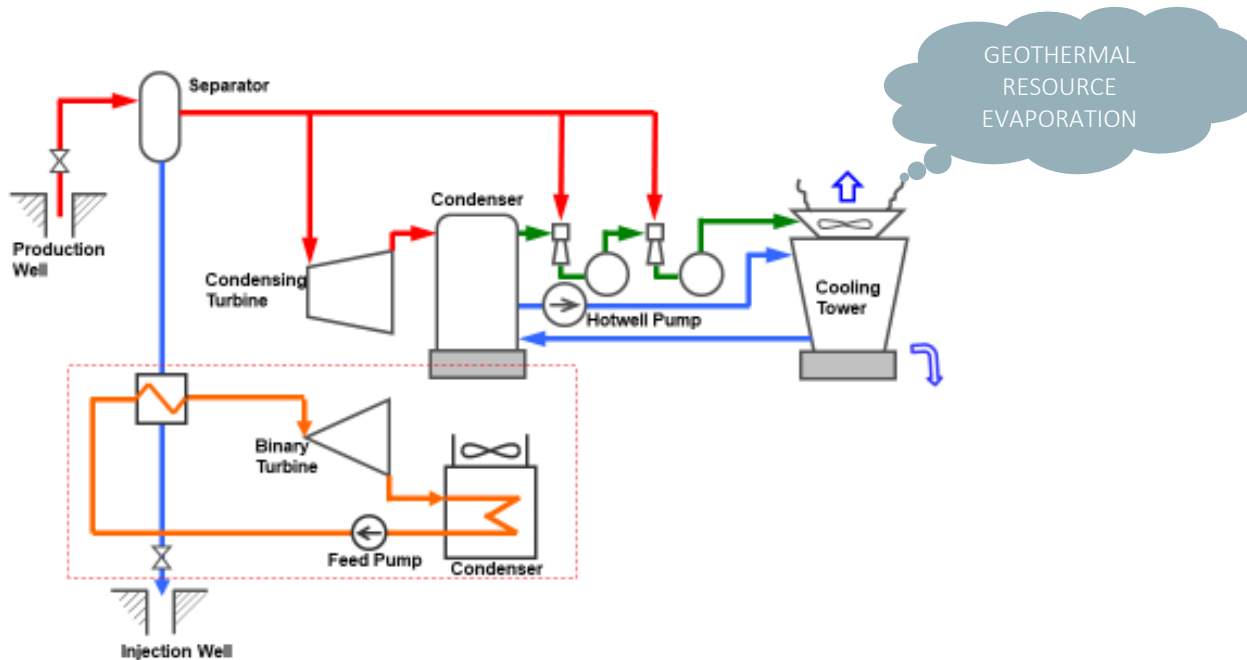 GEOTHERMAL
RESOURCE
EVAPORATION
Separator
Production
Well
Condenser
Condensing
Turbine
Hotwell Pump
Cooling
Tower
Binary
Turbine
Feed Pump
Condenser
Injection Well